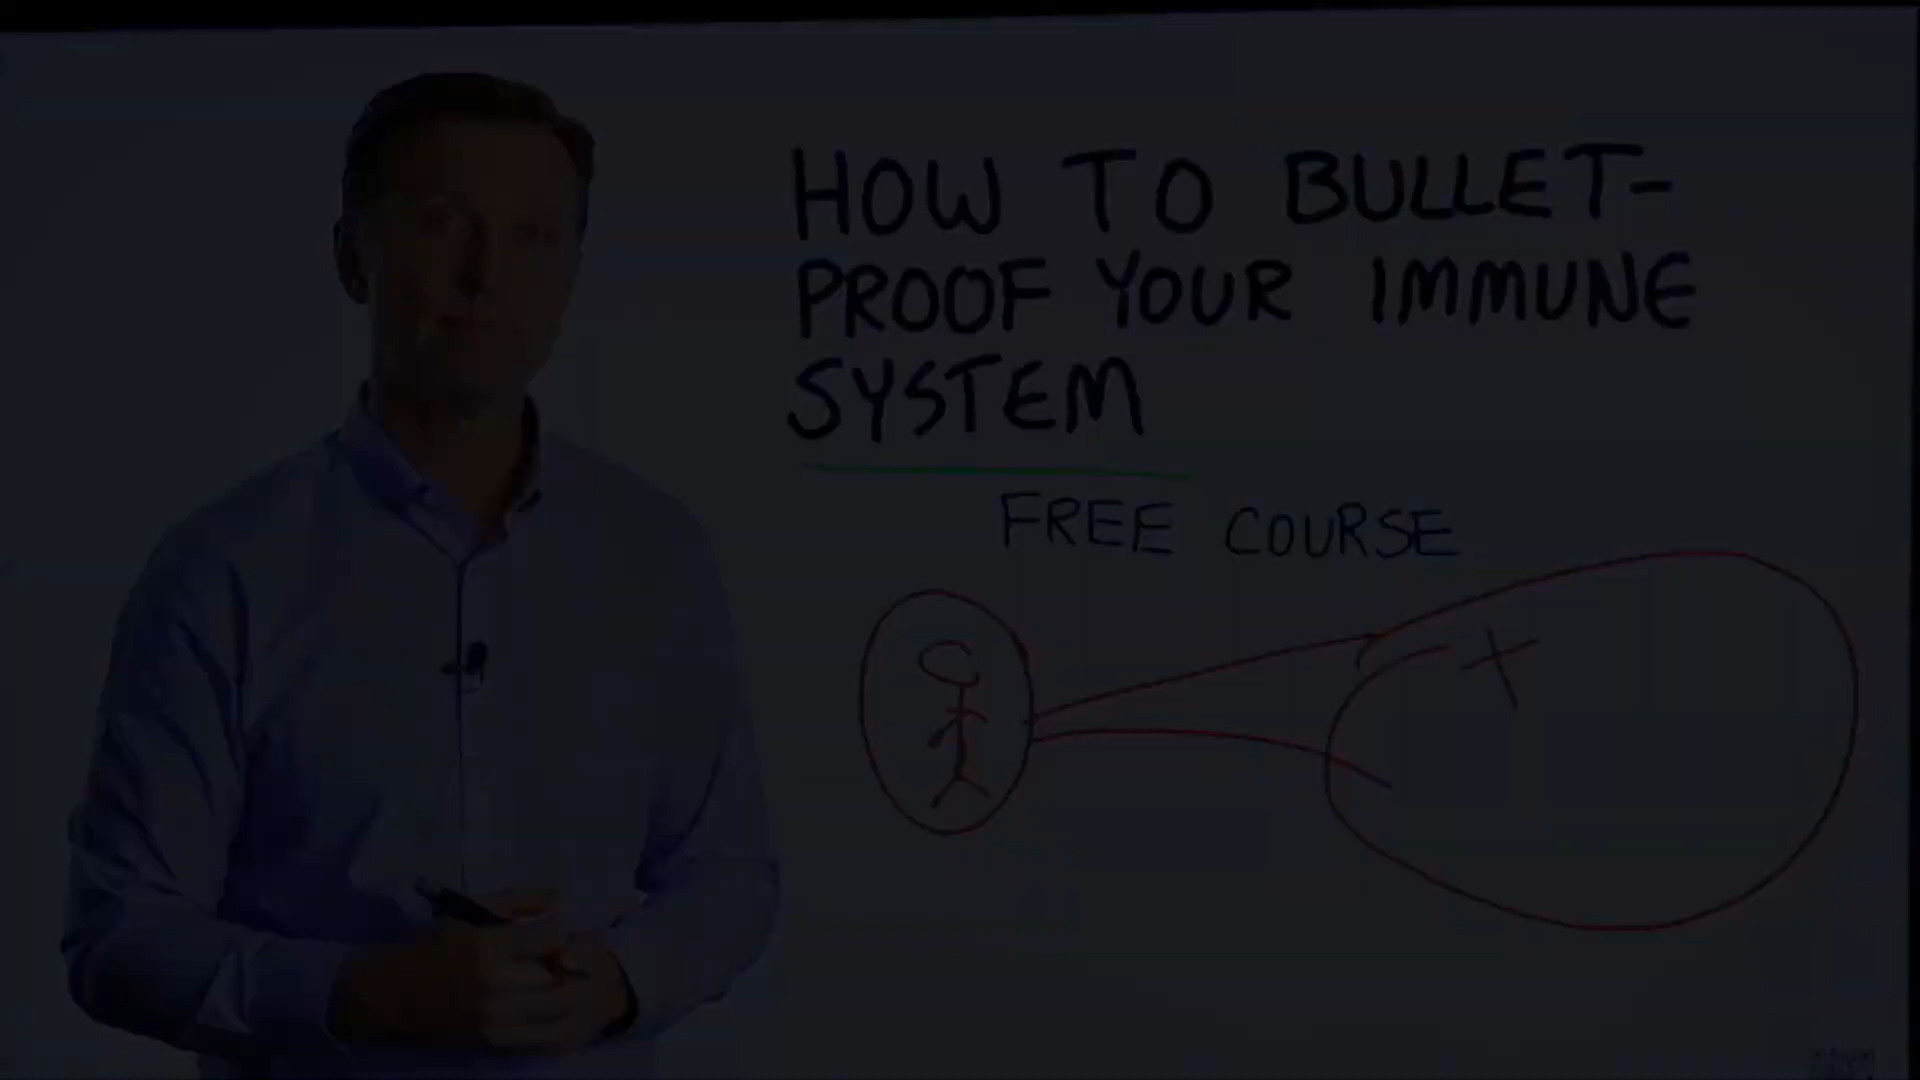 HOW TO BULLET-
PROOF YOUR IMMUNE
SYSTEM
FREE COURSE